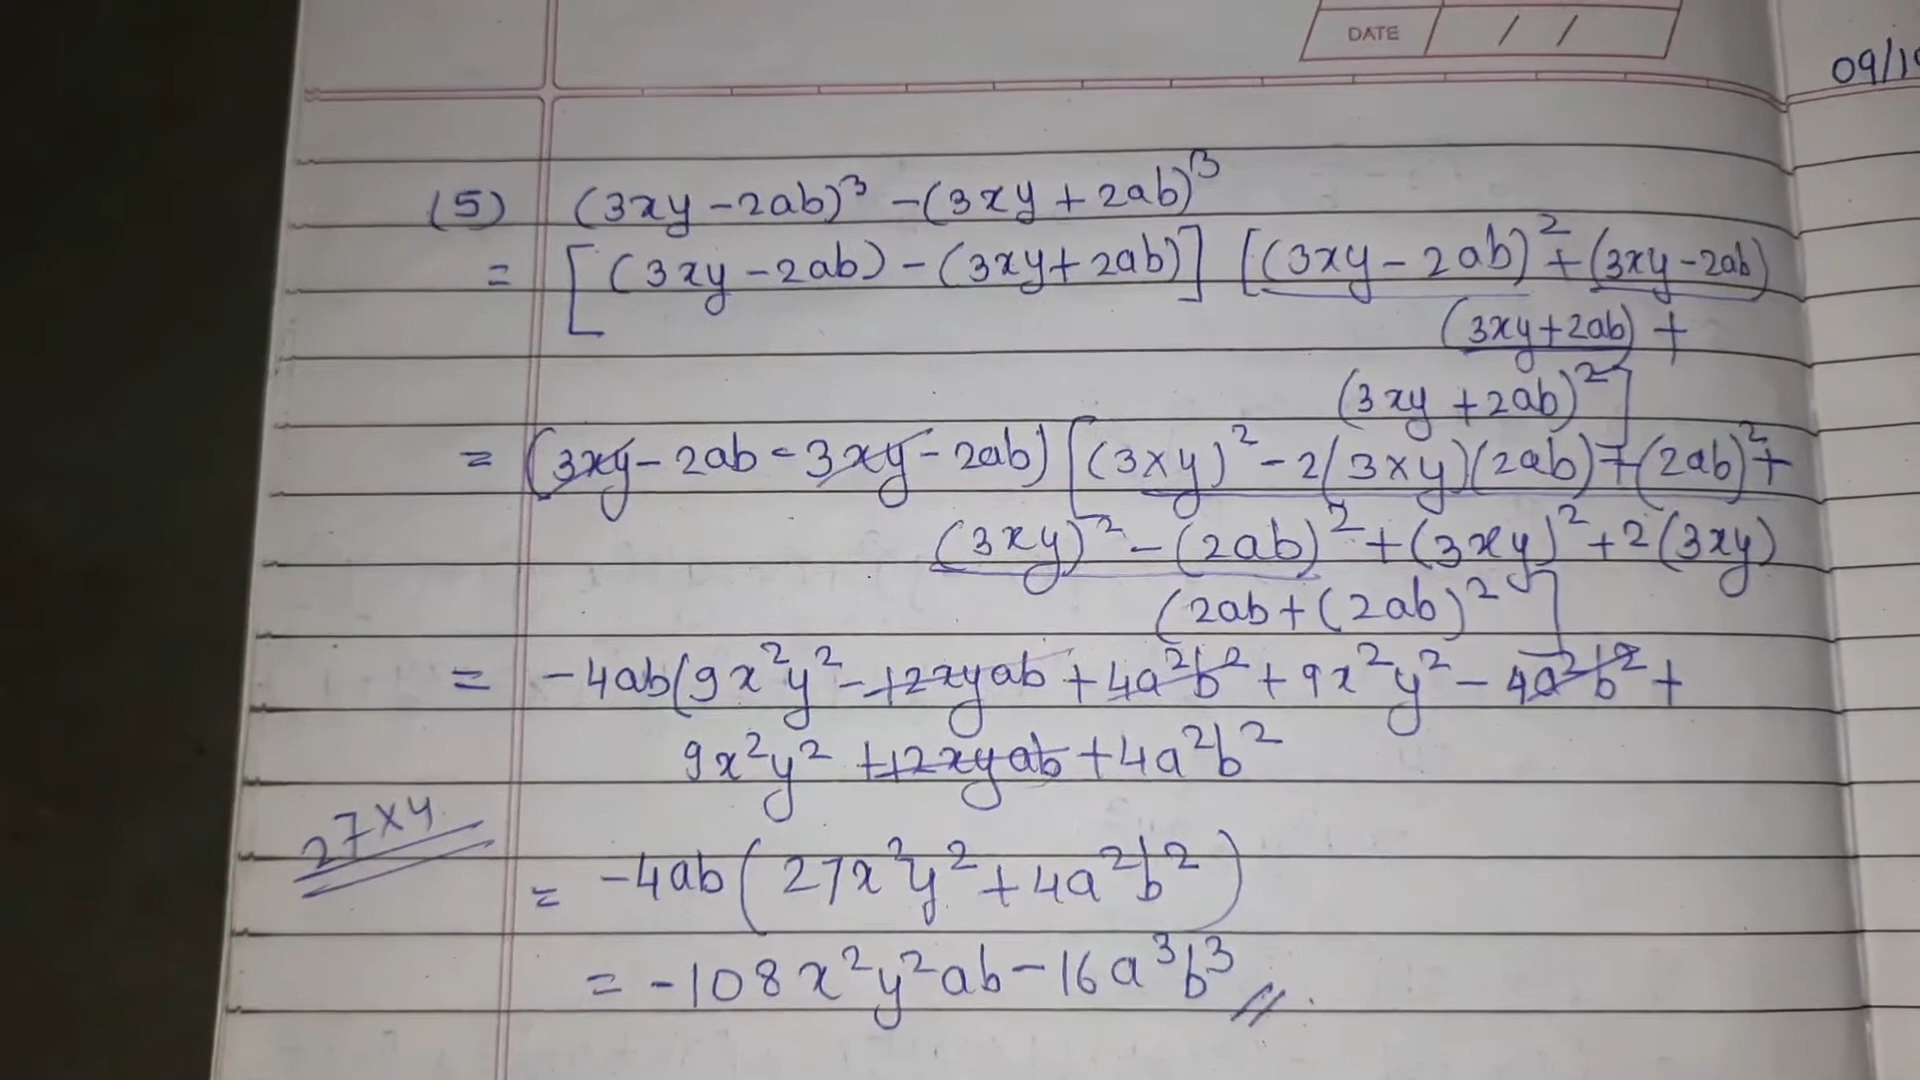 DATE / /
09/19
(5) (3xy - 2ab)³ - (3xy + 2ab)³
= [(3xy - 2ab) - (3xy + 2ab)] [(3xy - 2ab)² + (3xy - 2ab)
(3xy + 2ab) +
(3xy + 2ab)²]
= (3xy - 2ab - 3xy - 2ab) [(3xy)² - 2(3xy)(2ab) + (2ab)² +
(3xy)² - (2ab)² + (3xy)² + 2(3xy)
(2ab + (2ab)²]
= -4ab(9x²y² - 12xyab + 4a²b² + 9x²y² - 4a²b² +
9x²y² + 12xyab + 4a²b²
27×4
= -4ab(27x²y² + 4a²b²)
= -108x²y²ab - 16a³b³ //.